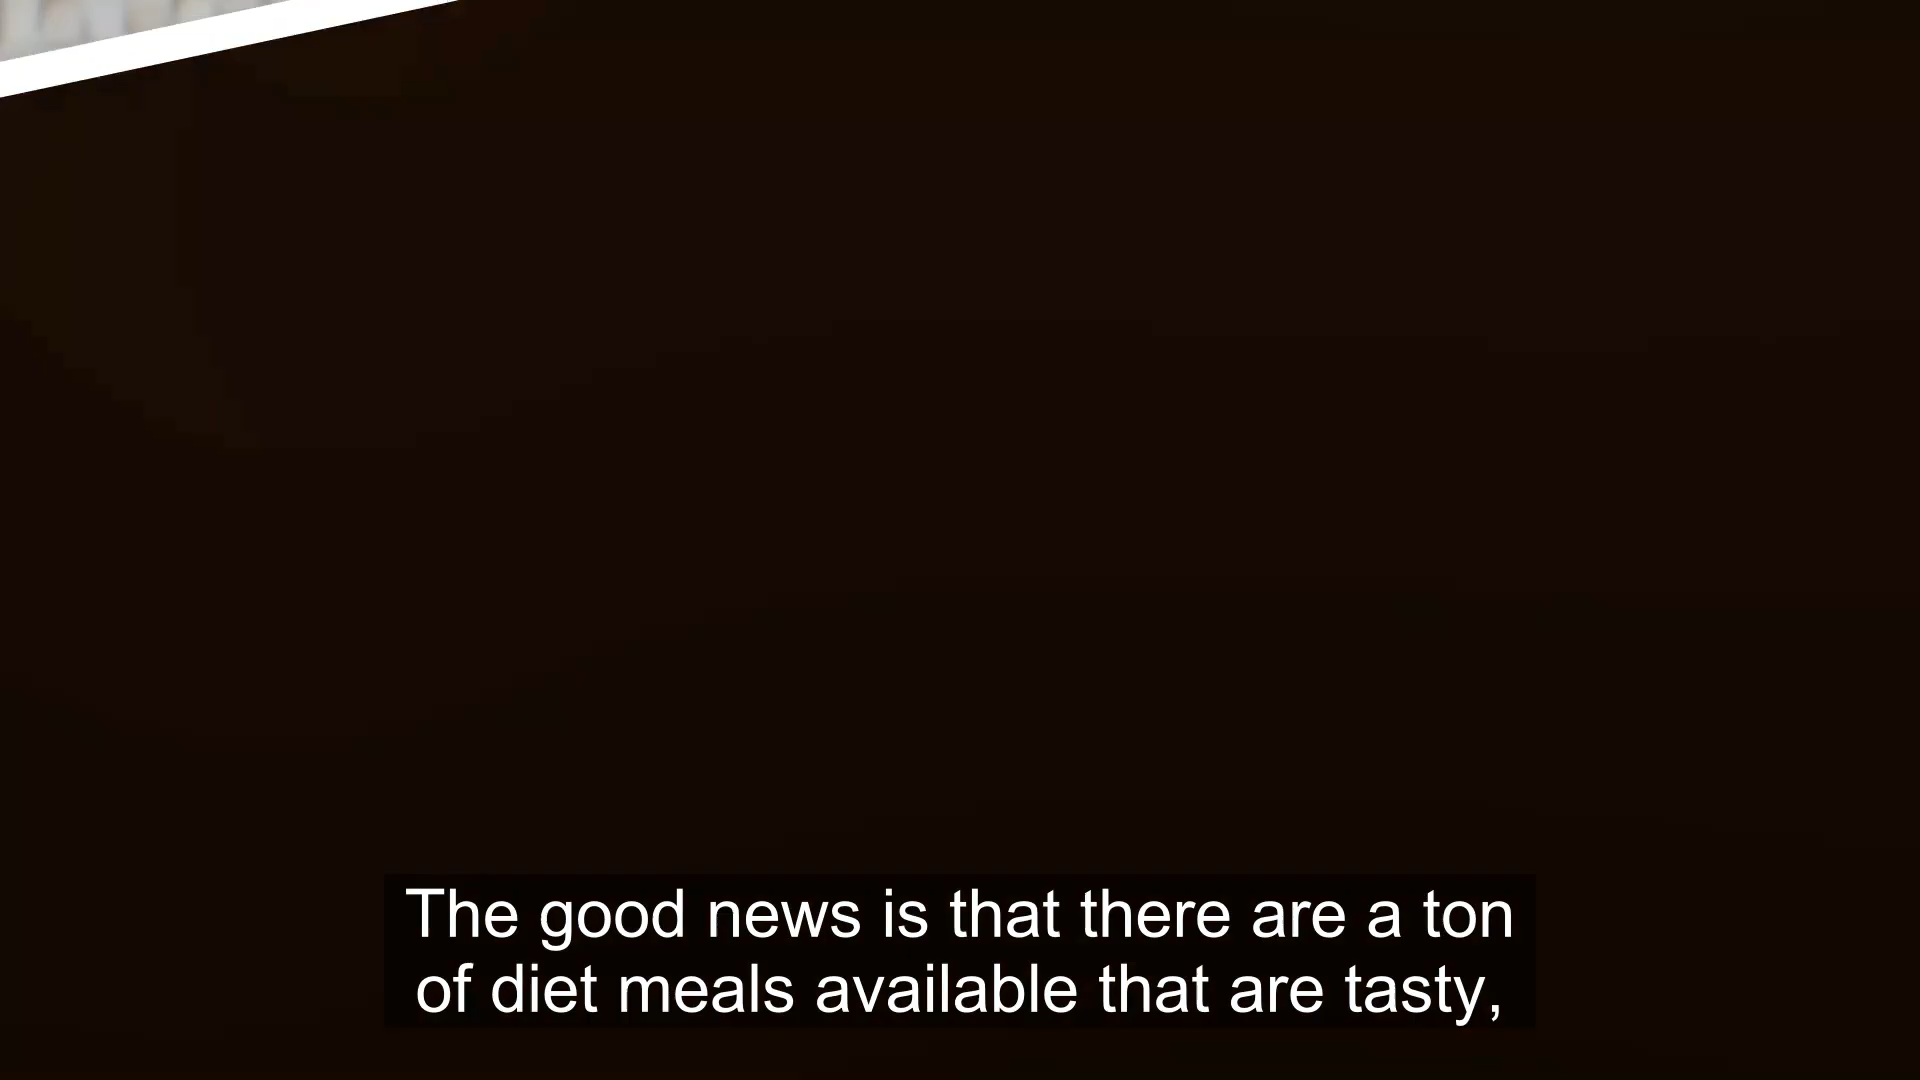 The good news is that there are a ton
of diet meals available that are tasty,